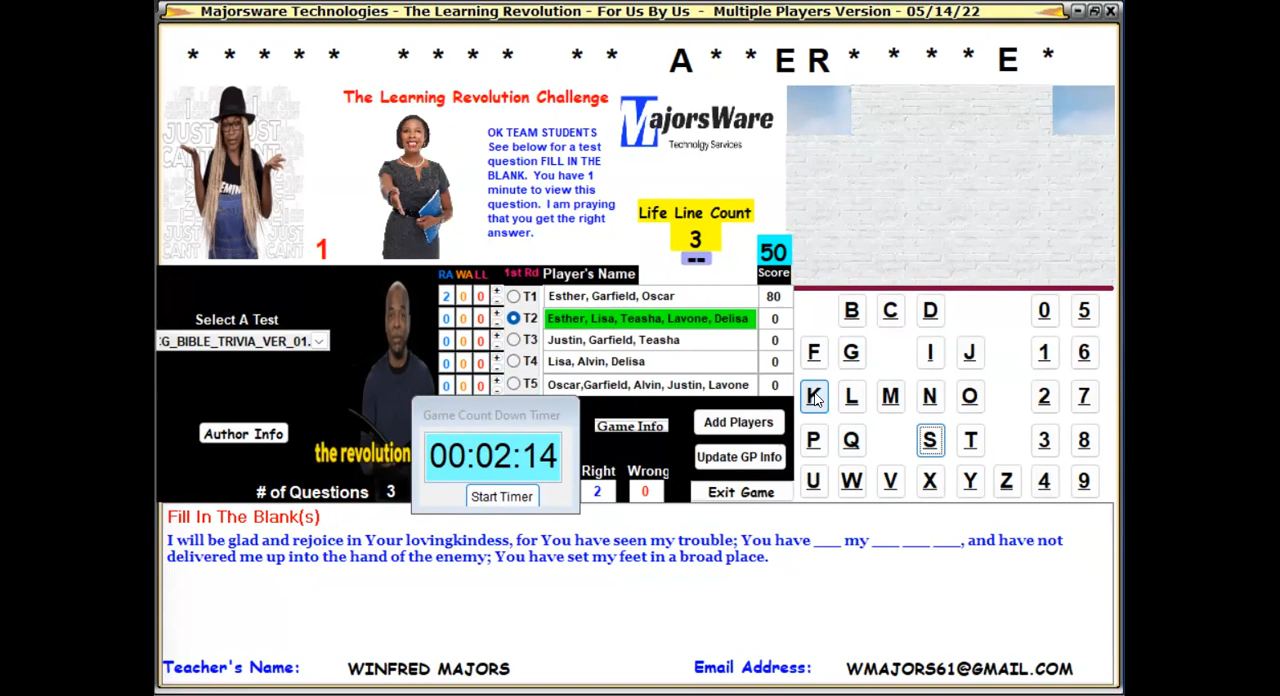 Majorsware Technologies - The Learning Revolution - For Us By Us - Multiple Players Version - 05/14/22
* * * * * * * * * * * A * * E R * * * * E *
The Learning Revolution Challenge
MajorsWare
Technolgy Services
JUST
CANT
OK TEAM STUDENTS
See below for a test
question FILL IN THE
BLANK. You have 1
minute to view this
question. I am praying
that you get the right
answer.
1
Life Line Count
3
--
50
Score
RA WA LL 1st Rd Player's Name
2 0 0 + - T1 Esther, Garfield, Oscar 80
0 0 0 + - T2 Esther, Lisa, Teasha, Lavone, Delisa 0
0 0 0 + - T3 Justin, Garfield, Teasha 0
0 0 0 + - T4 Lisa, Alvin, Delisa 0
0 0 0 + - T5 Oscar,Garfield, Alvin, Justin, Lavone 0
Select A Test
G_BIBLE_TRIVIA_VER_01.
Author Info
the revolution
# of Questions 3
Game Count Down Timer
00:02:14
Start Timer
Game Info
Right Wrong
2 0
Add Players
Update GP Info
Exit Game
B C D 0 5
F G I J 1 6
K L M N O 2 7
P Q S T 3 8
U W V X Y Z 4 9
Fill In The Blank(s)
I will be glad and rejoice in Your lovingkindess, for You have seen my trouble; You have ___ my ___ ___ ___, and have not
delivered me up into the hand of the enemy; You have set my feet in a broad place.
Teacher's Name: WINFRED MAJORS Email Address: WMAJORS61@GMAIL.COM